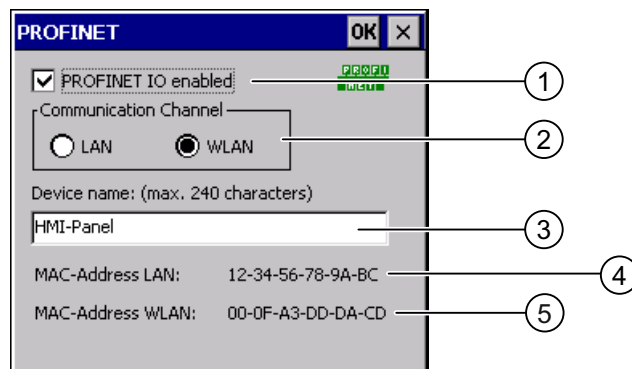 PROFINET OK ×
PROFINET IO enabled
PROFI
NET
1
Communication Channel
LAN WLAN
2
Device name: (max. 240 characters)
HMI-Panel
3
MAC-Address LAN: 12-34-56-78-9A-BC
4
MAC-Address WLAN: 00-0F-A3-DD-DA-CD
5